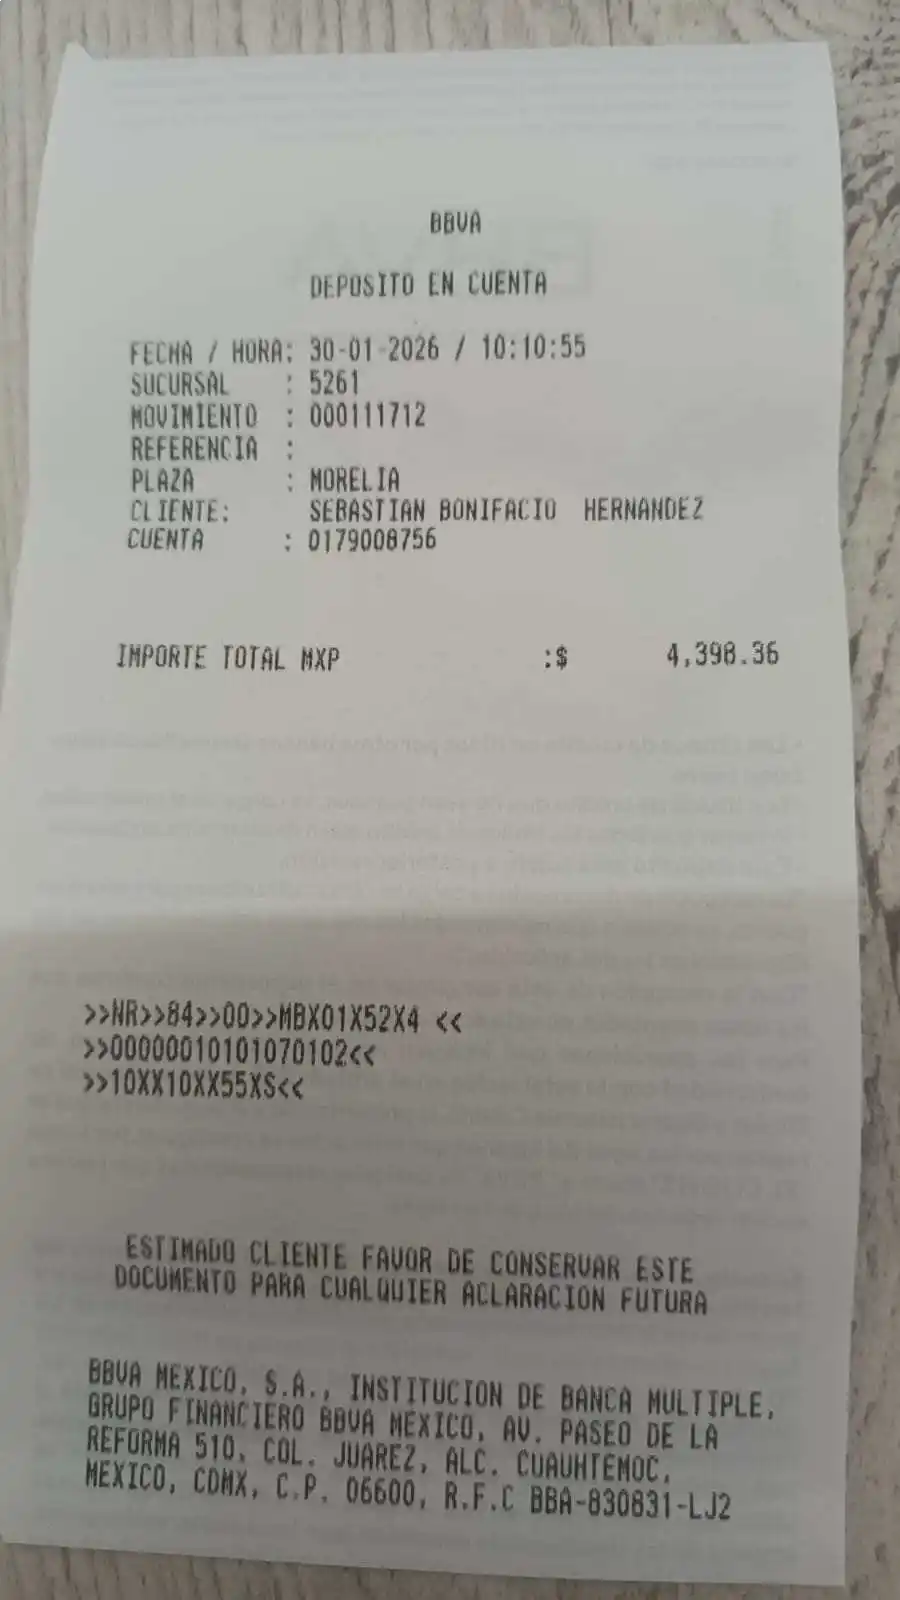 BBVA
DEPOSITO EN CUENTA
FECHA / HORA: 30-01-2026 / 10:10:55
SUCURSAL : 5261
MOVIMIENTO : 000111712
REFERENCIA :
PLAZA : MORELIA
CLIENTE: SEBASTIAN BONIFACIO HERNANDEZ
CUENTA : 0179008756
IMPORTE TOTAL MXP :$ 4,398.36
>>NR>>84>>00>>MBX01X52X4 <<
>>00000010101070102<<
>>10XX10XX55XS<<
ESTIMADO CLIENTE FAVOR DE CONSERVAR ESTE
DOCUMENTO PARA CUALQUIER ACLARACION FUTURA
BBVA MEXICO, S.A., INSTITUCION DE BANCA MULTIPLE,
GRUPO FINANCIERO BBVA MEXICO, AV. PASEO DE LA
REFORMA 510, COL. JUAREZ, ALC. CUAUHTEMOC,
MEXICO, CDMX, C.P. 06600, R.F.C BBA-830831-LJ2